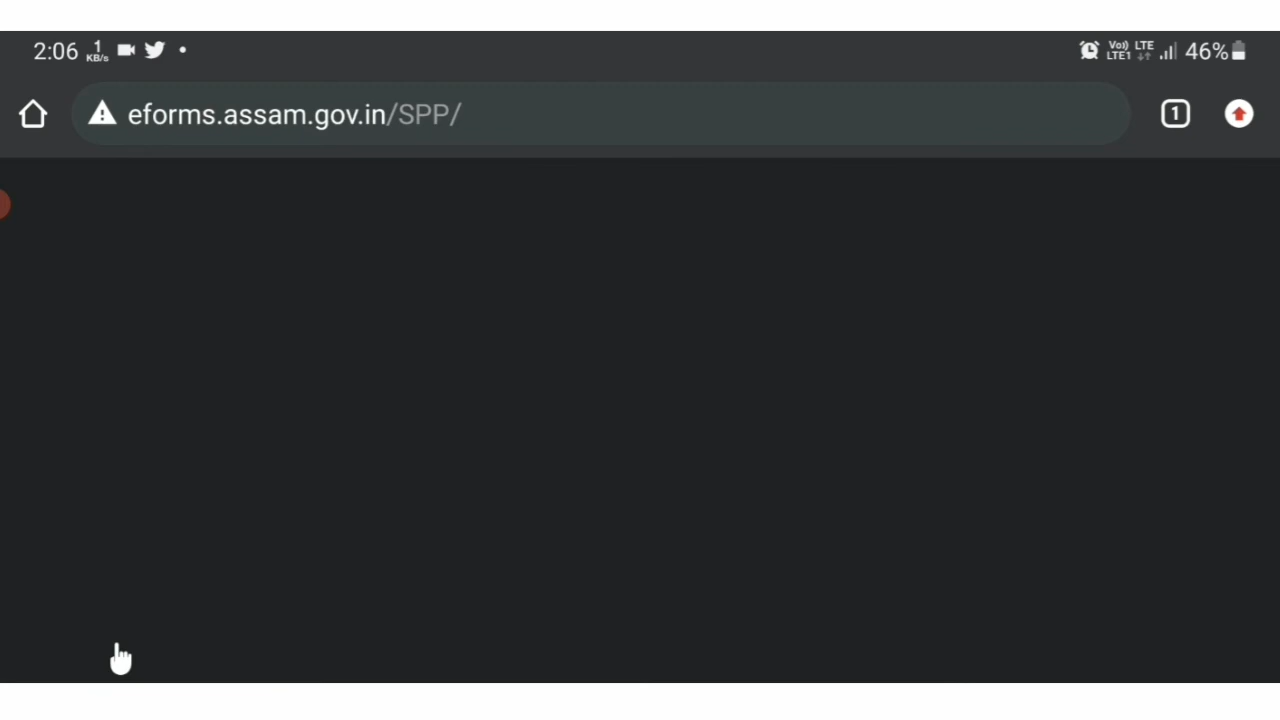 2:06 1 KB/s Vo) LTE LTE1 46%
eforms.assam.gov.in/SPP/ 1